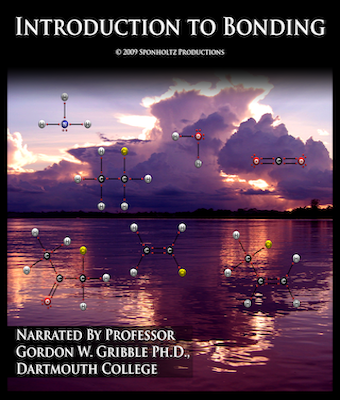 INTRODUCTION TO BONDING
© 2009 SPONHOLTZ PRODUCTIONS
NARRATED BY PROFESSOR
GORDON W. GRIBBLE PH.D.,
DARTMOUTH COLLEGE